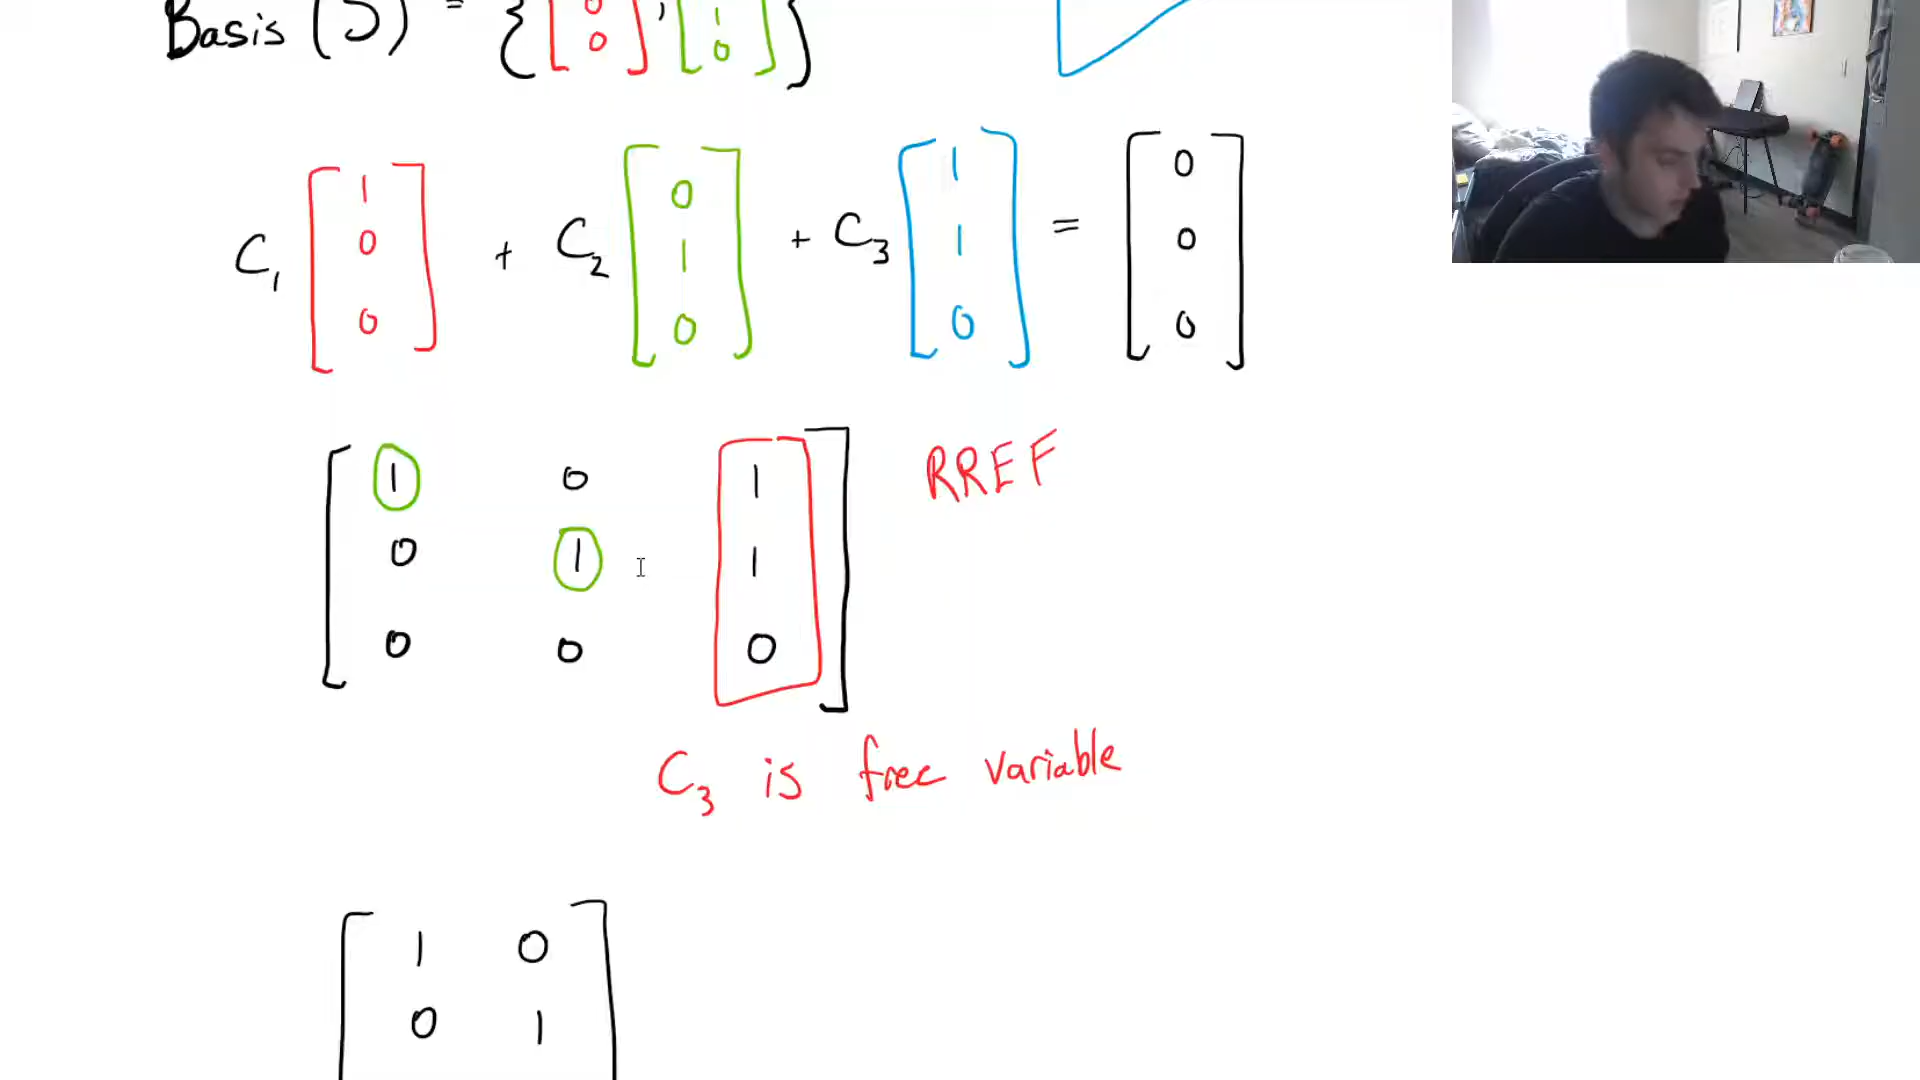 Basis (S) = {[0 0], [1 0]}
C₁ [1 0 0] + C₂ [0 1 0] + C₃ [1 1 0] = [0 0 0]
1 0 1 RREF
0 1 1
0 0 0
C₃ is free variable
1 0
0 1